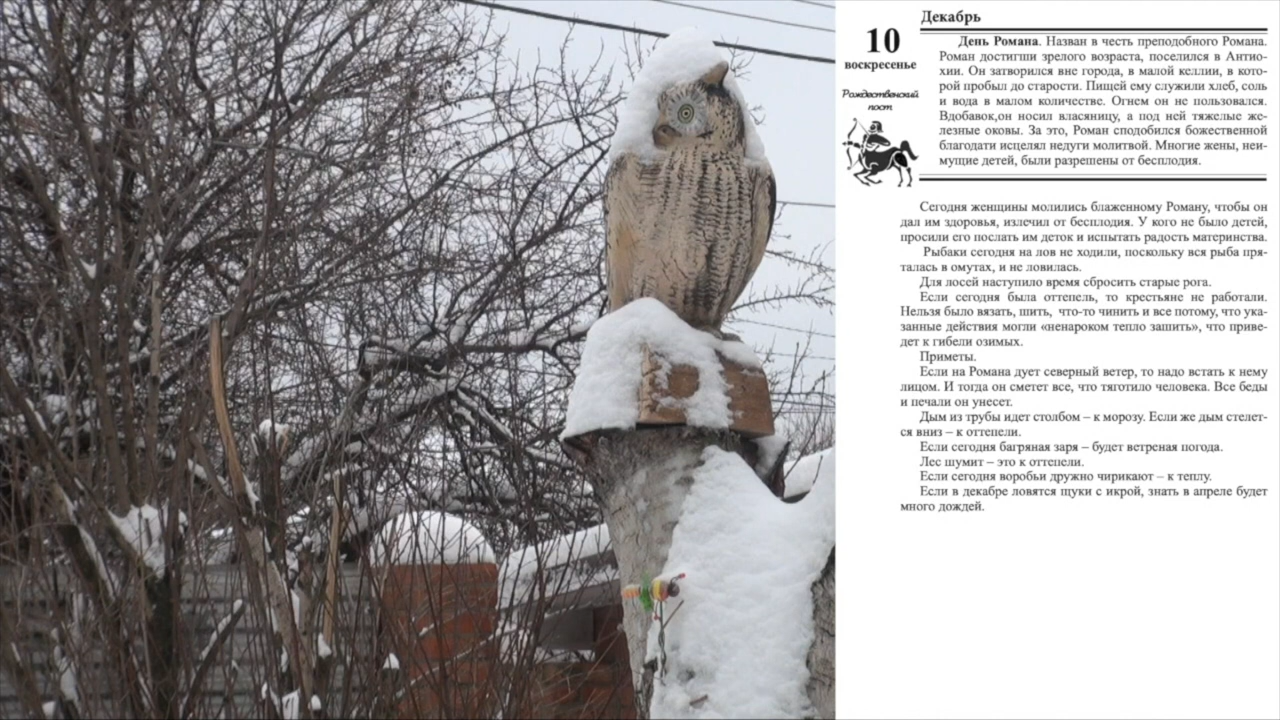 Декабрь
10
воскресенье
Рождественский
пост
День Романа. Назван в честь преподобного Романа.
Роман достигши зрелого возраста, поселился в Антио-
хии. Он затворился вне города, в малой келлии, в кото-
рой пробыл до старости. Пищей ему служили хлеб, соль
и вода в малом количестве. Огнем он не пользовался.
Вдобавок,он носил власяницу, а под ней тяжелые же-
лезные оковы. За это, Роман сподобился божественной
благодати исцелял недуги молитвой. Многие жены, неи-
мущие детей, были разрешены от бесплодия.
Сегодня женщины молились блаженному Роману, чтобы он
дал им здоровья, излечил от бесплодия. У кого не было детей,
просили его послать им деток и испытать радость материнства.
Рыбаки сегодня на лов не ходили, поскольку вся рыба пря-
талась в омутах, и не ловилась.
Для лосей наступило время сбросить старые рога.
Если сегодня была оттепель, то крестьяне не работали.
Нельзя было вязать, шить, что-то чинить и все потому, что ука-
занные действия могли «ненароком тепло зашить», что приве-
дет к гибели озимых.
Приметы.
Если на Романа дует северный ветер, то надо встать к нему
лицом. И тогда он сметет все, что тяготило человека. Все беды
и печали он унесет.
Дым из трубы идет столбом – к морозу. Если же дым стелет-
ся вниз – к оттепели.
Если сегодня багряная заря – будет ветреная погода.
Лес шумит – это к оттепели.
Если сегодня воробьи дружно чирикают – к теплу.
Если в декабре ловятся щуки с икрой, знать в апреле будет
много дождей.